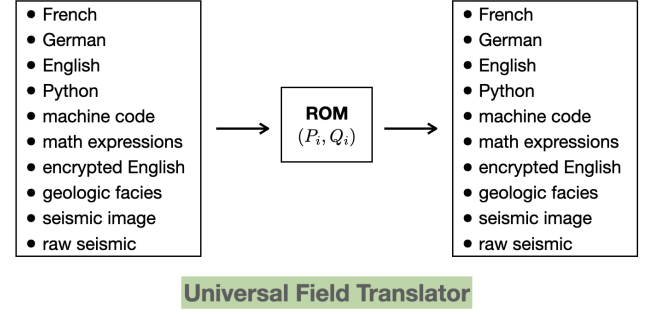 • French
• German
• English
• Python
• machine code
• math expressions
• encrypted English
• geologic facies
• seismic image
• raw seismic
ROM
(P_i, Q_i)
• French
• German
• English
• Python
• machine code
• math expressions
• encrypted English
• geologic facies
• seismic image
• raw seismic
Universal Field Translator